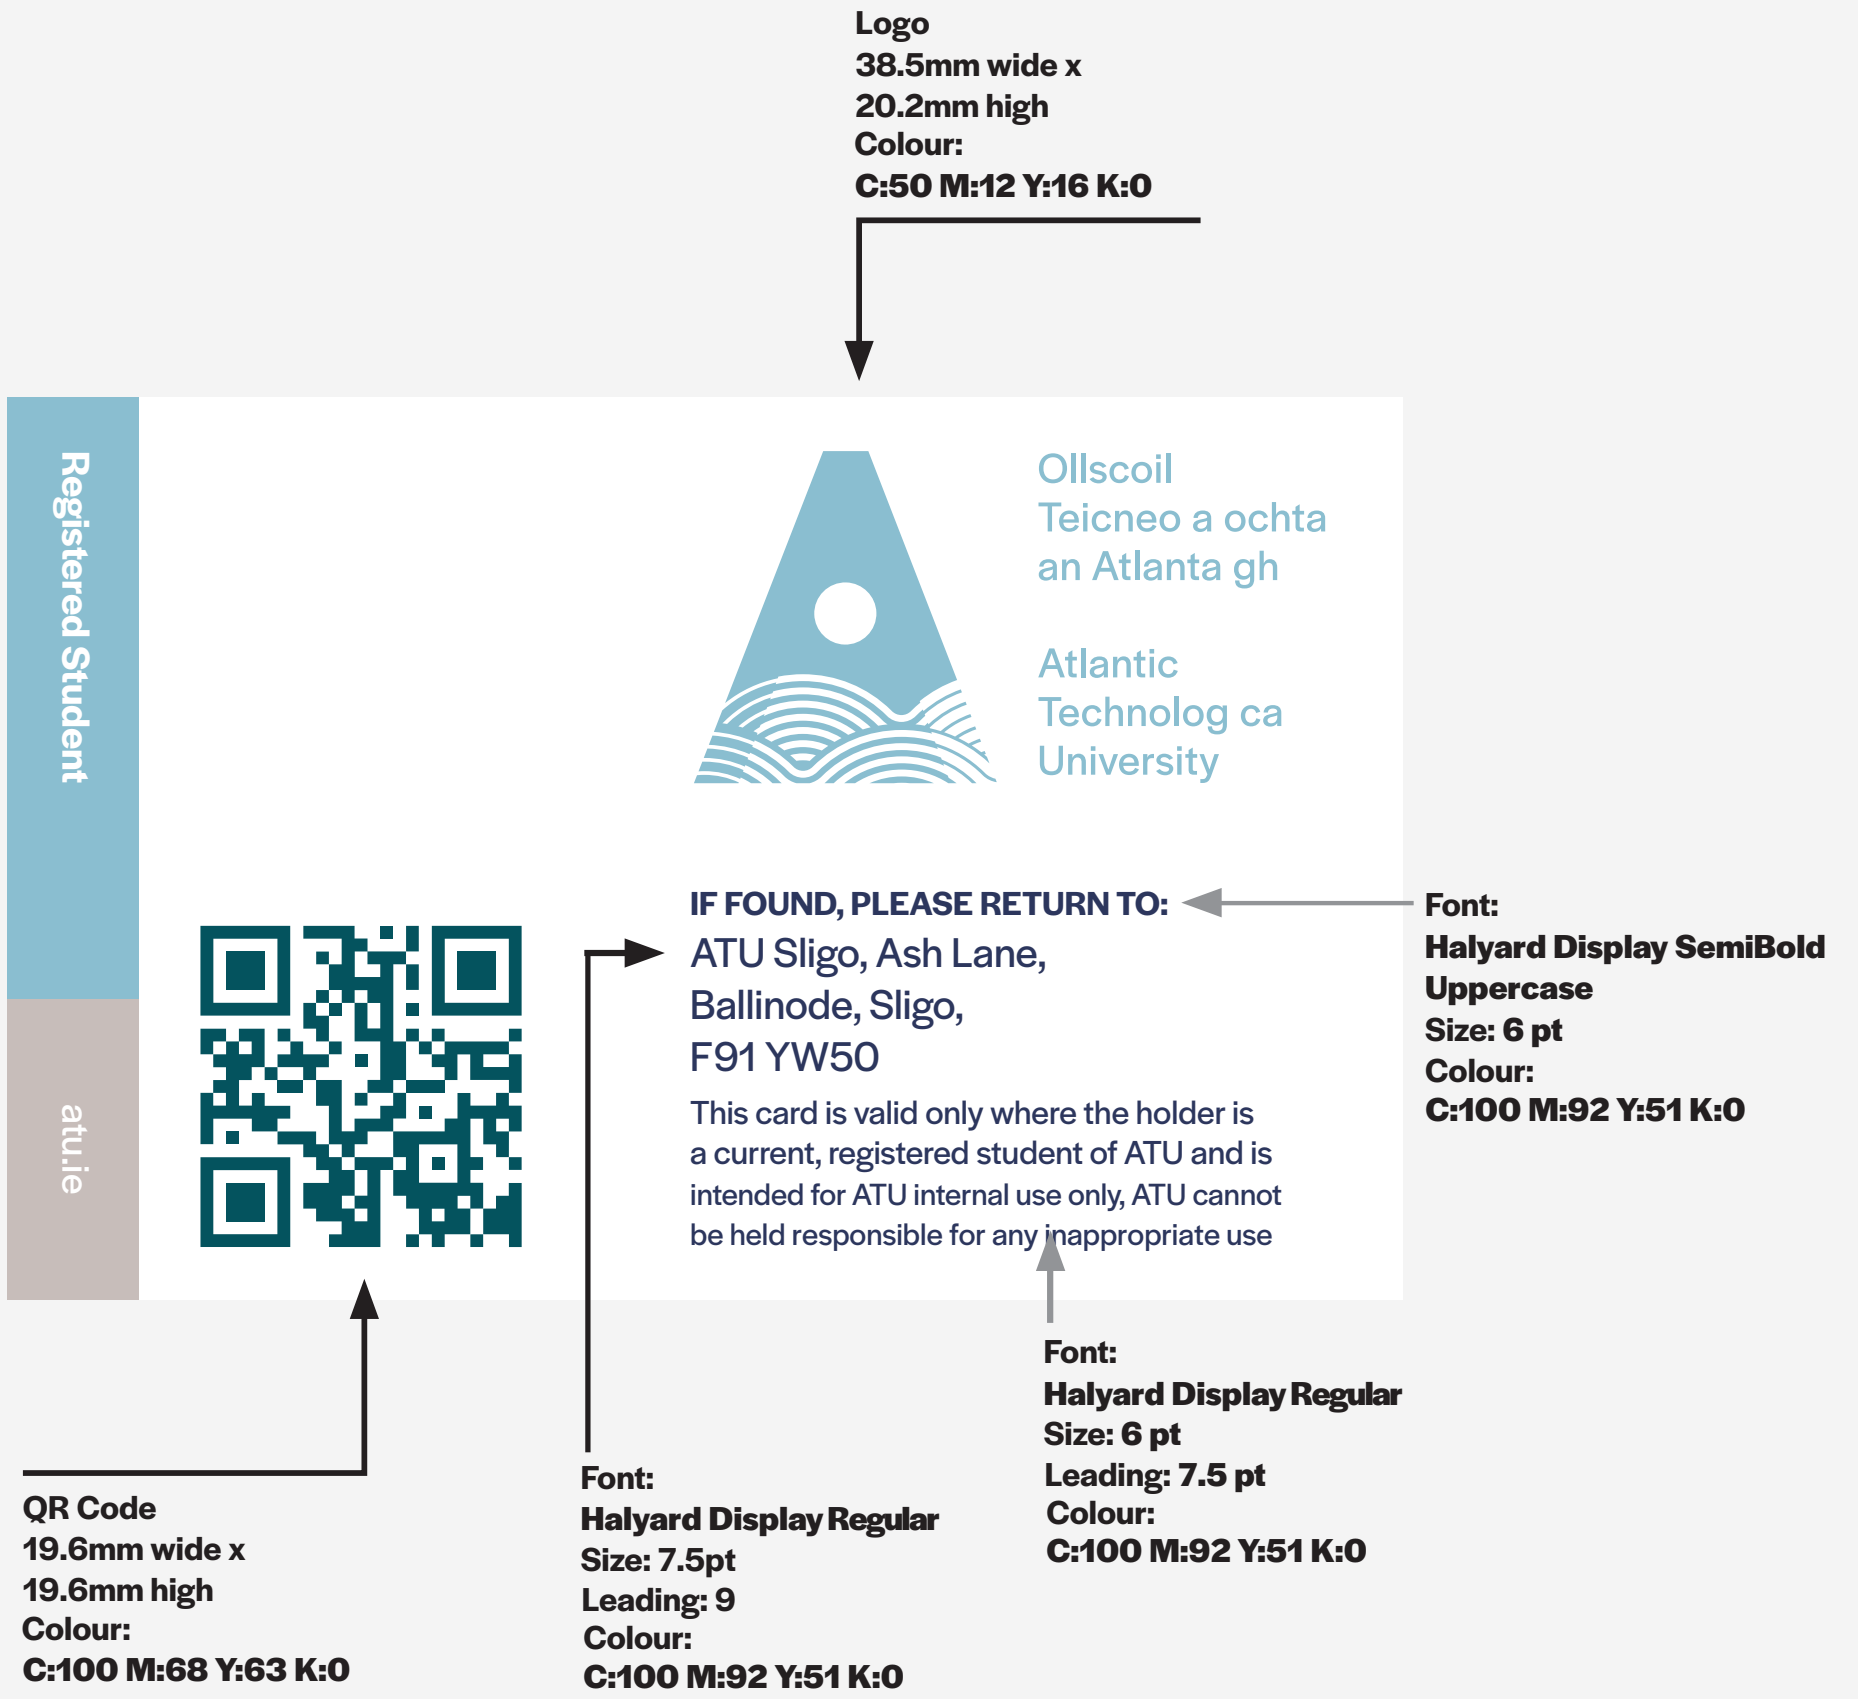 Logo
38.5mm wide x
20.2mm high
Colour:
C:50 M:12 Y:16 K:0
Registered Student
atu.ie
Ollscoil
Teicneo a ochta
an Atlanta gh
Atlantic
Technolog ca
University
IF FOUND, PLEASE RETURN TO:
ATU Sligo, Ash Lane,
Ballinode, Sligo,
F91 YW50
This card is valid only where the holder is
a current, registered student of ATU and is
intended for ATU internal use only, ATU cannot
be held responsible for any inappropriate use
Font:
Halyard Display SemiBold
Uppercase
Size: 6 pt
Colour:
C:100 M:92 Y:51 K:0
Font:
Halyard Display Regular
Size: 6 pt
Leading: 7.5 pt
Colour:
C:100 M:92 Y:51 K:0
Font:
Halyard Display Regular
Size: 7.5pt
Leading: 9
Colour:
C:100 M:92 Y:51 K:0
QR Code
19.6mm wide x
19.6mm high
Colour:
C:100 M:68 Y:63 K:0